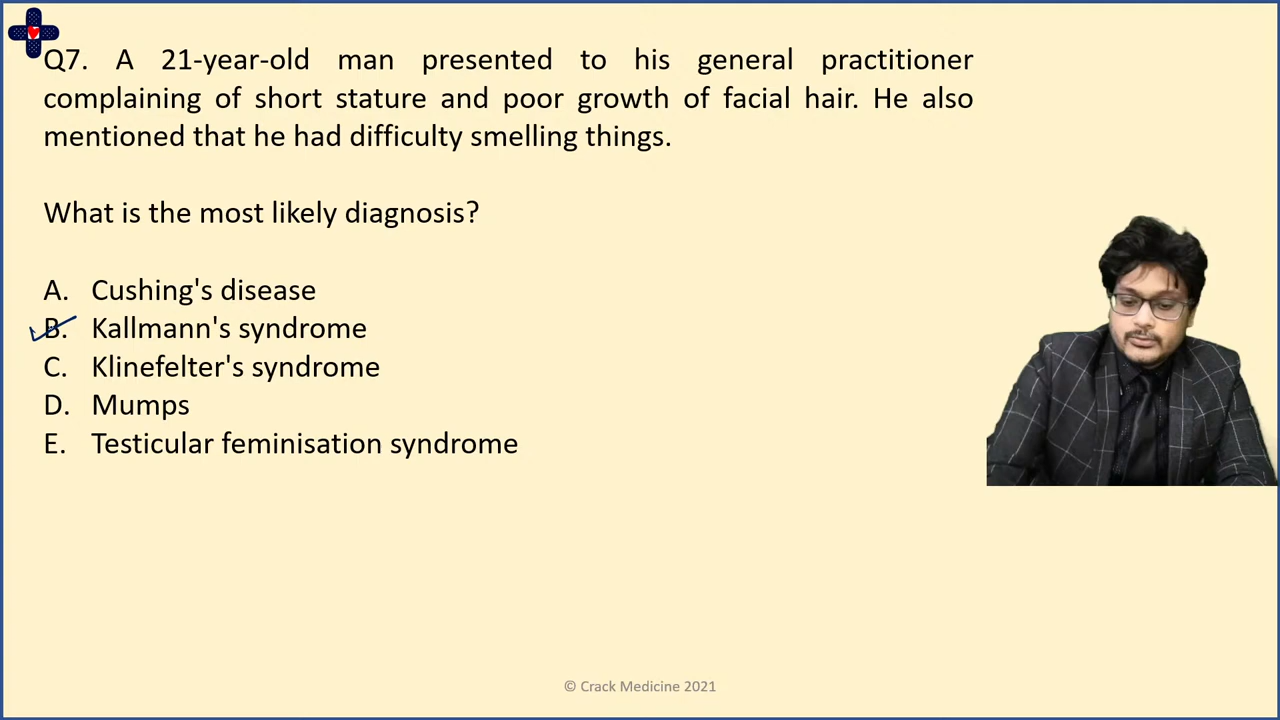 Q7. A 21-year-old man presented to his general practitioner
complaining of short stature and poor growth of facial hair. He also
mentioned that he had difficulty smelling things.
What is the most likely diagnosis?
A. Cushing's disease
B. Kallmann's syndrome
C. Klinefelter's syndrome
D. Mumps
E. Testicular feminisation syndrome
© Crack Medicine 2021